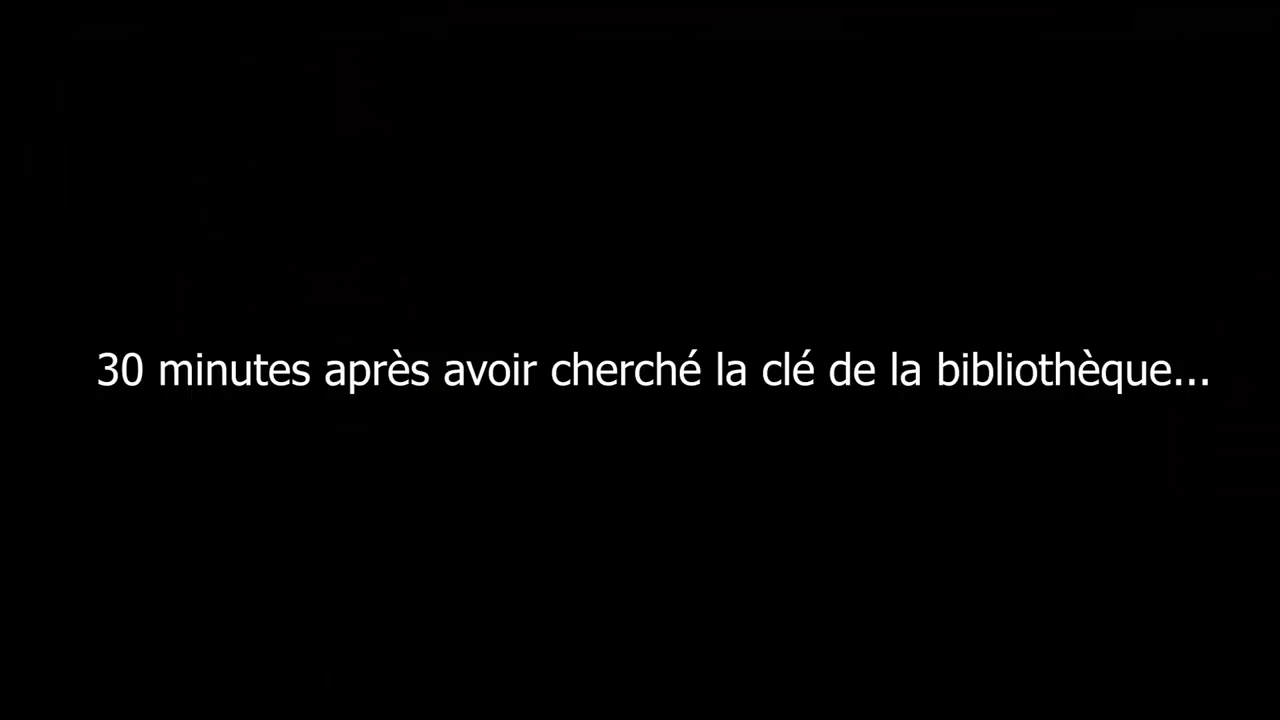 30 minutes après avoir cherché la clé de la bibliothèque...